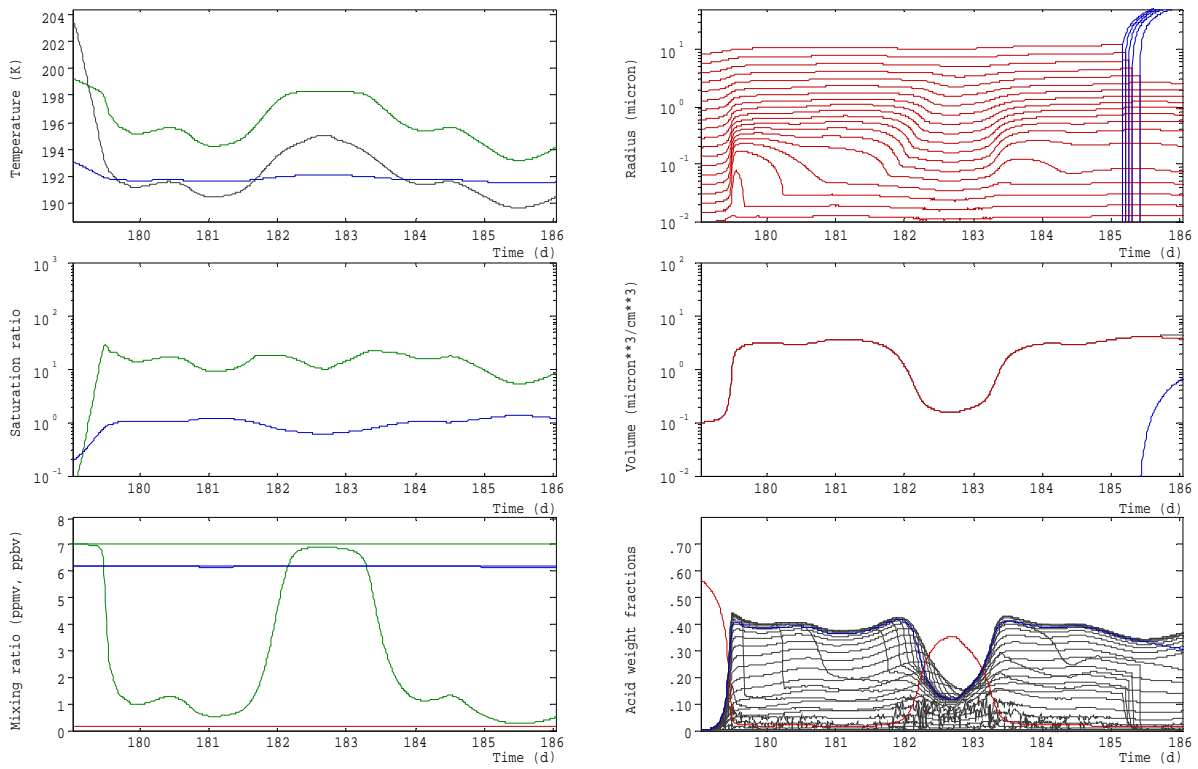 Temperature (K)
204
202
200
198
196
194
192
190
180 181 182 183 184 185 186
Time (d)
Radius (micron)
10^1
10^0
10^-1
10^-2
180 181 182 183 184 185 186
Time (d)
Saturation ratio
10^3
10^2
10^1
10^0
10^-1
180 181 182 183 184 185 186
Time (d)
Volume (micron**3/cm**3)
10^2
10^1
10^0
10^-1
10^-2
180 181 182 183 184 185 186
Time (d)
Mixing ratio (ppmv, ppbv)
8
7
6
5
4
3
2
1
0
180 181 182 183 184 185 186
Time (d)
Acid weight fractions
.70
.60
.50
.40
.30
.20
.10
0
180 181 182 183 184 185 186
Time (d)